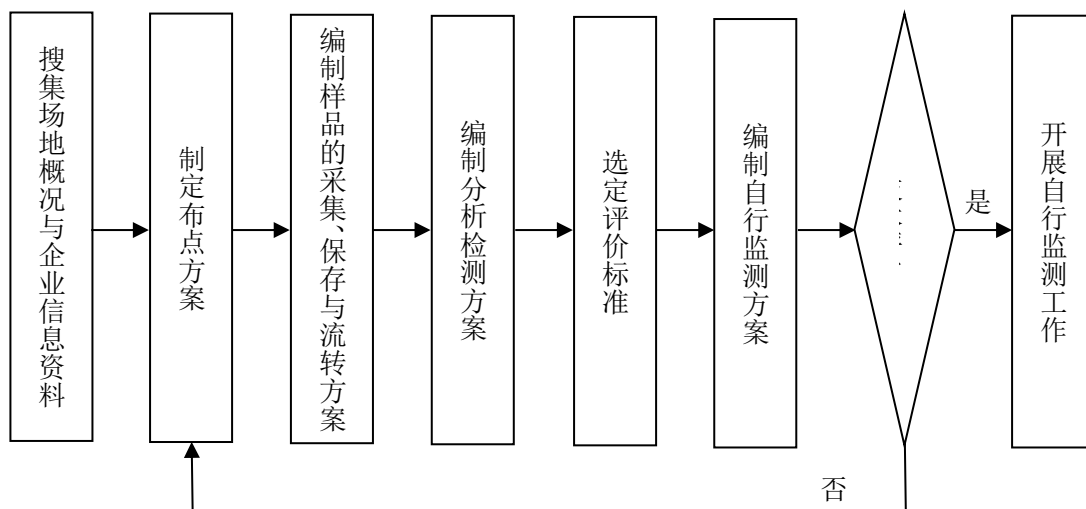 搜集场地概况与企业信息资料
制定布点方案
编制样品的采集、保存与流转方案
编制分析检测方案
选定评价标准
编制自行监测方案
是
开展自行监测工作
否